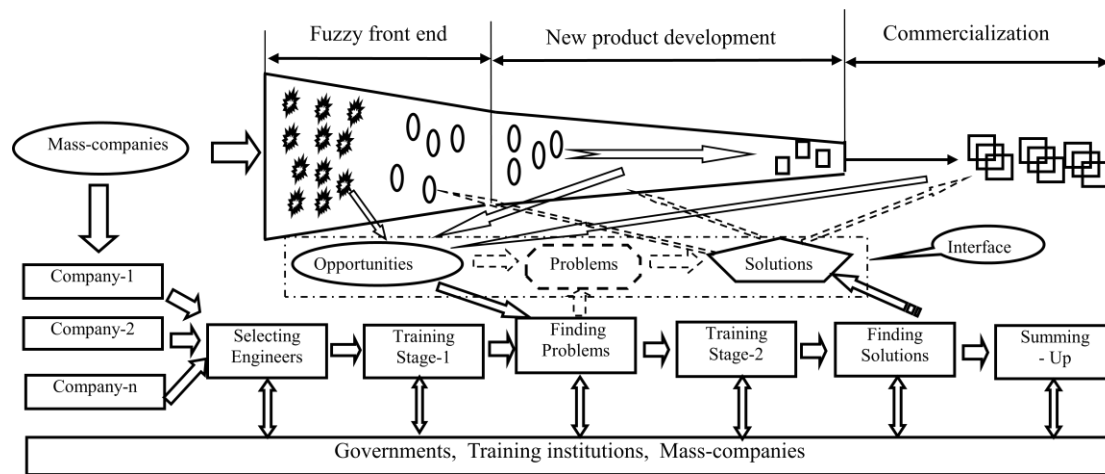 Fuzzy front end
New product development
Commercialization
Mass-companies
Interface
Opportunities
Problems
Solutions
Company-1
Company-2
Company-n
Selecting
Engineers
Training
Stage-1
Finding
Problems
Training
Stage-2
Finding
Solutions
Summing
- Up
Governments, Training institutions, Mass-companies